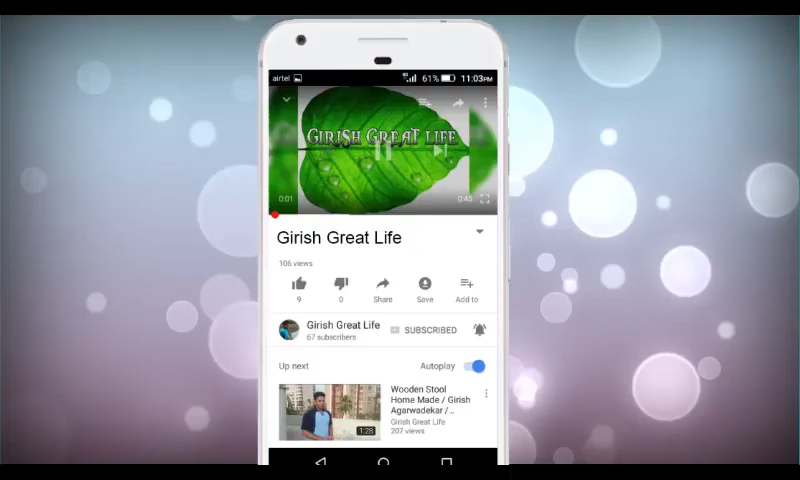 airtel 61% 11:03PM
GIRISH GREAT LIFE
0:01 0:45
Girish Great Life
106 views
9 0 Share Save Add to
Girish Great Life SUBSCRIBED
67 subscribers
Up next Autoplay
Wooden Stool
Home Made / Girish
Agarwadekar /...
Girish Great Life
1:28 207 views